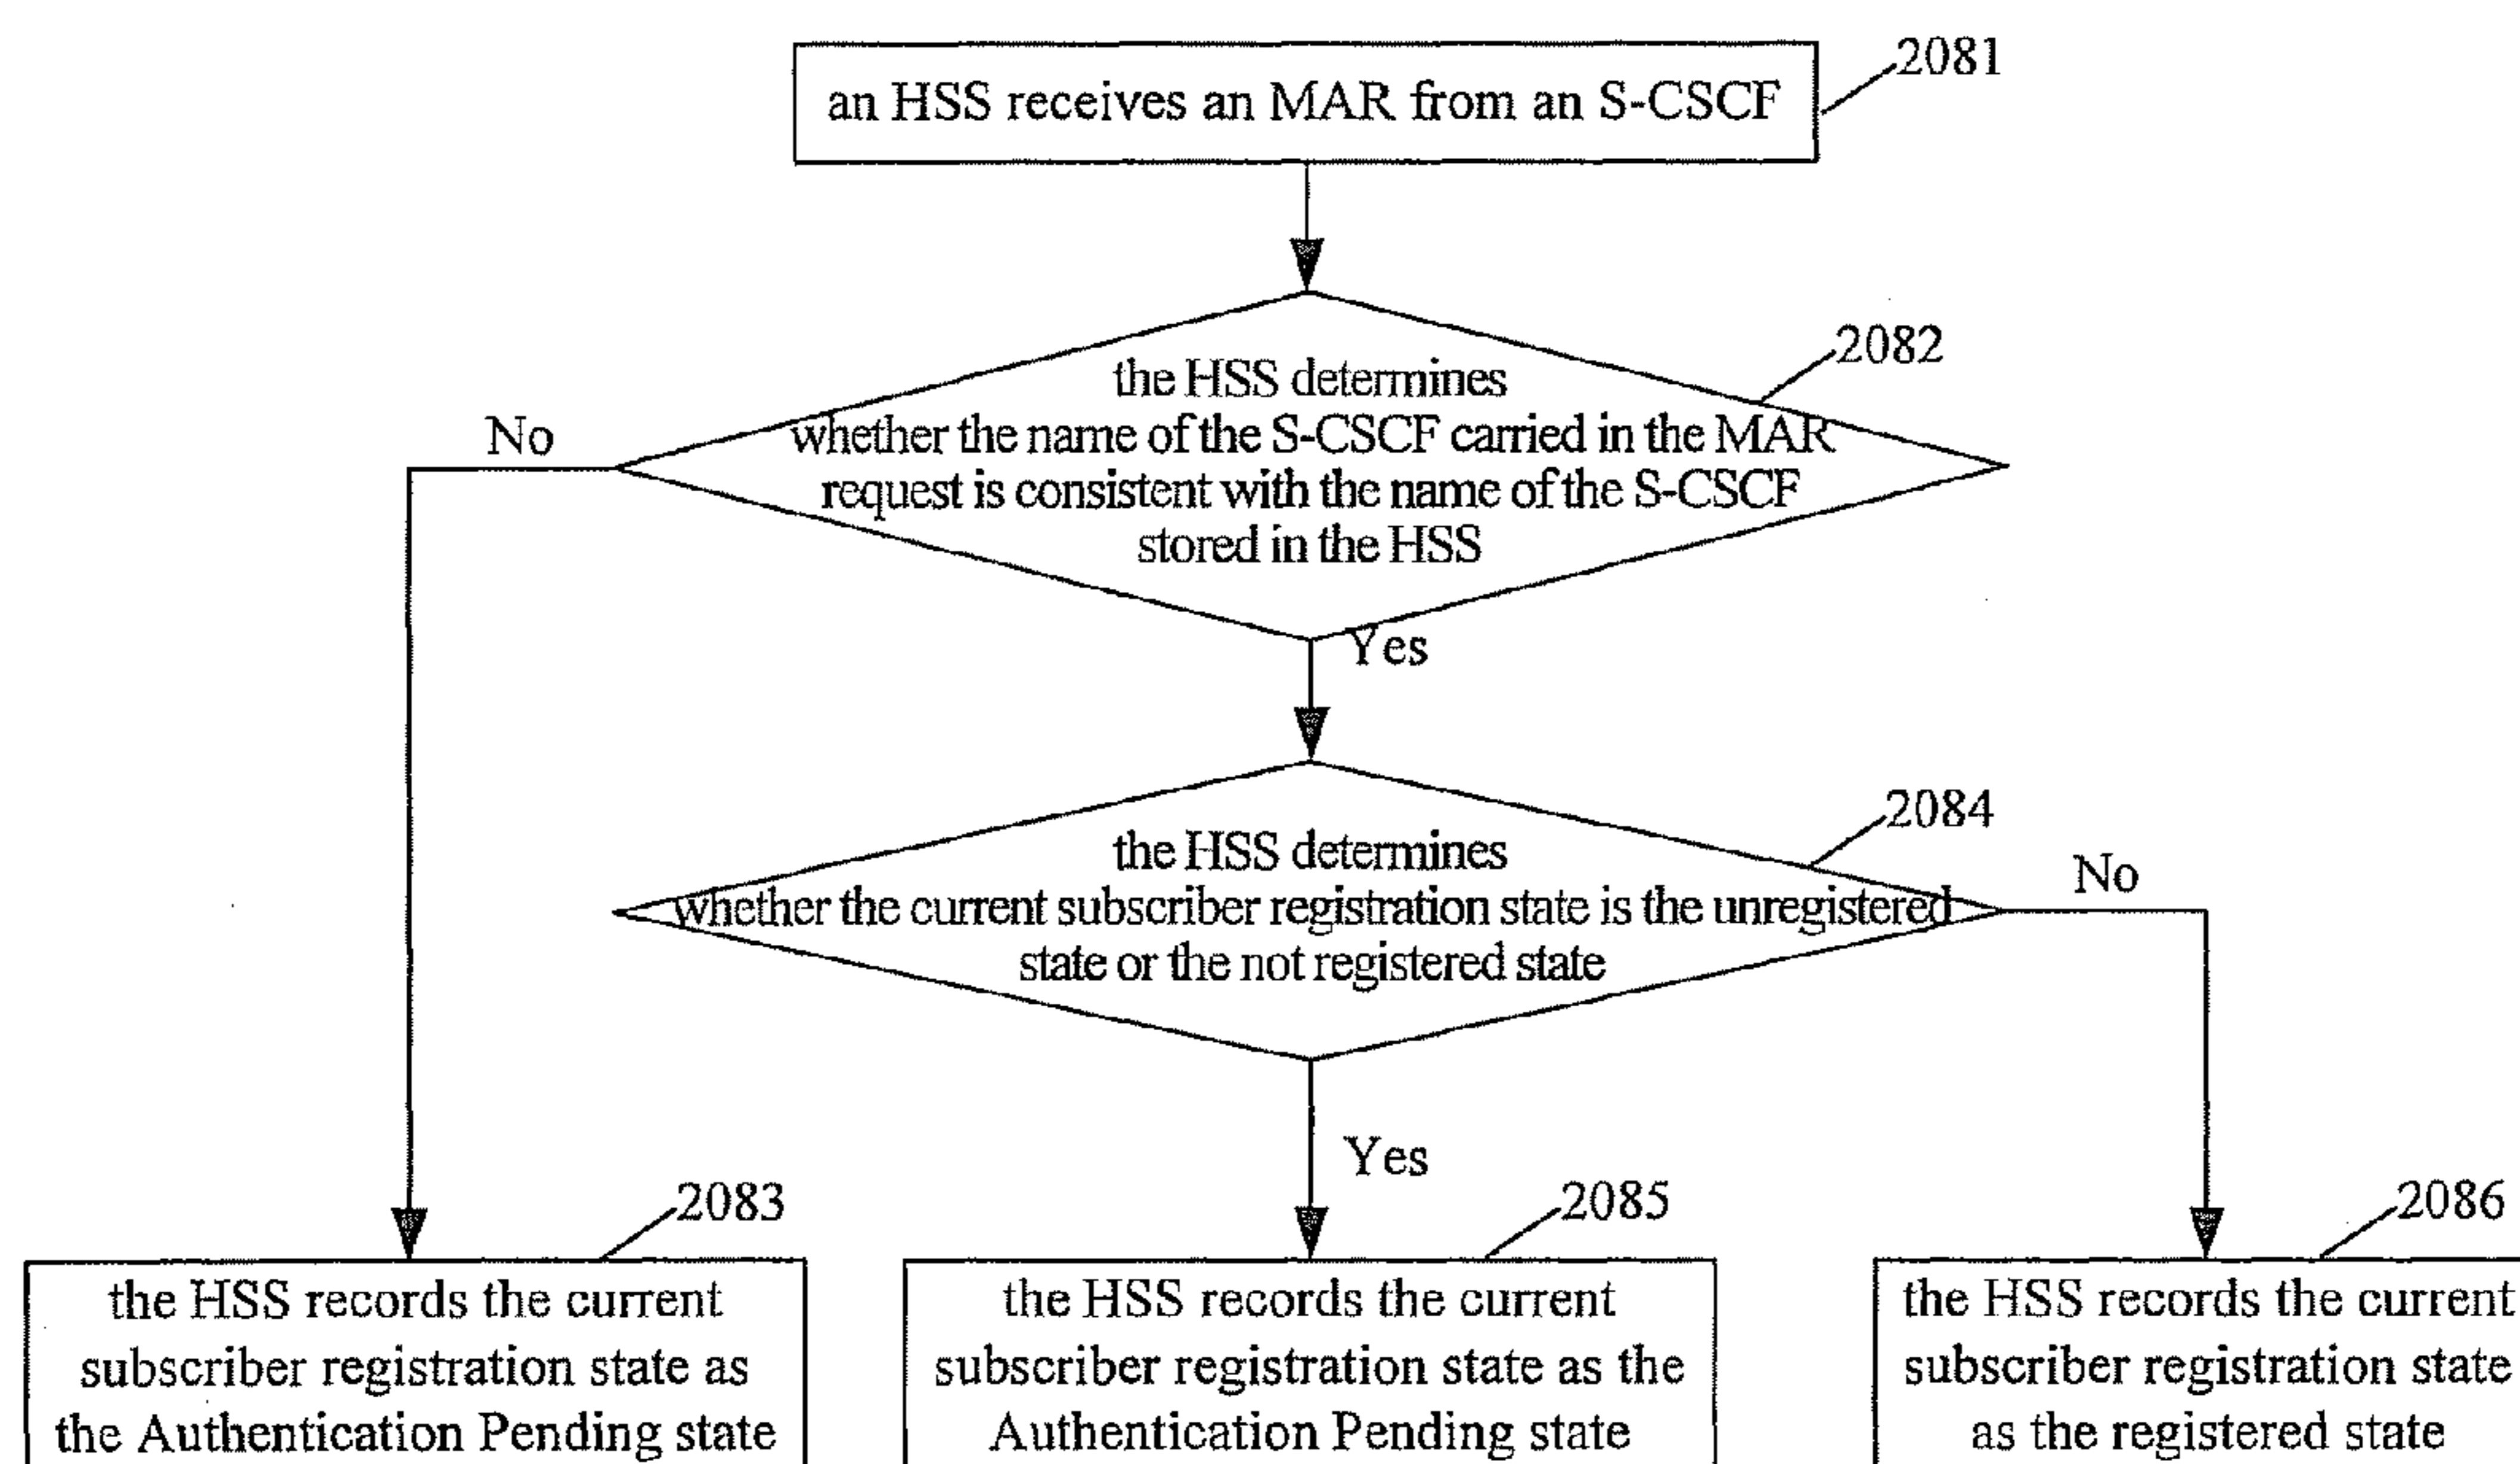 2081
an HSS receives an MAR from an S-CSCF
2082
the HSS determines
whether the name of the S-CSCF carried in the MAR
request is consistent with the name of the S-CSCF
stored in the HSS
No
Yes
2084
the HSS determines
whether the current subscriber registration state is the unregistered
state or the not registered state
No
Yes
2083
the HSS records the current
subscriber registration state as
the Authentication Pending state
2085
the HSS records the current
subscriber registration state as the
Authentication Pending state
2086
the HSS records the current
subscriber registration state
as the registered state